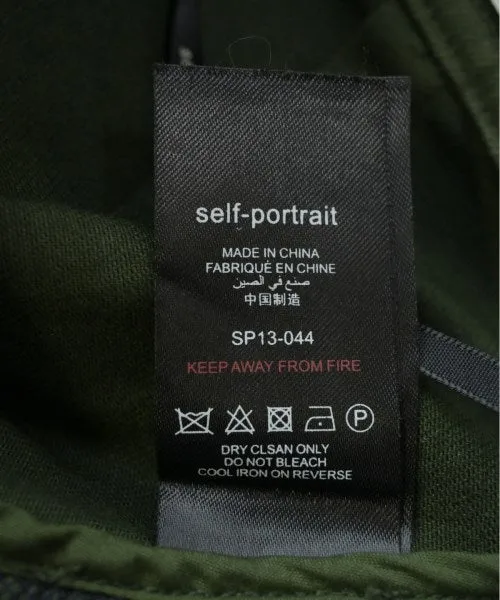 self-portrait
MADE IN CHINA
FABRIQUÉ EN CHINE
صنع في الصين
中国制造
SP13-044
KEEP AWAY FROM FIRE
P
DRY CLSAN ONLY
DO NOT BLEACH
COOL IRON ON REVERSE